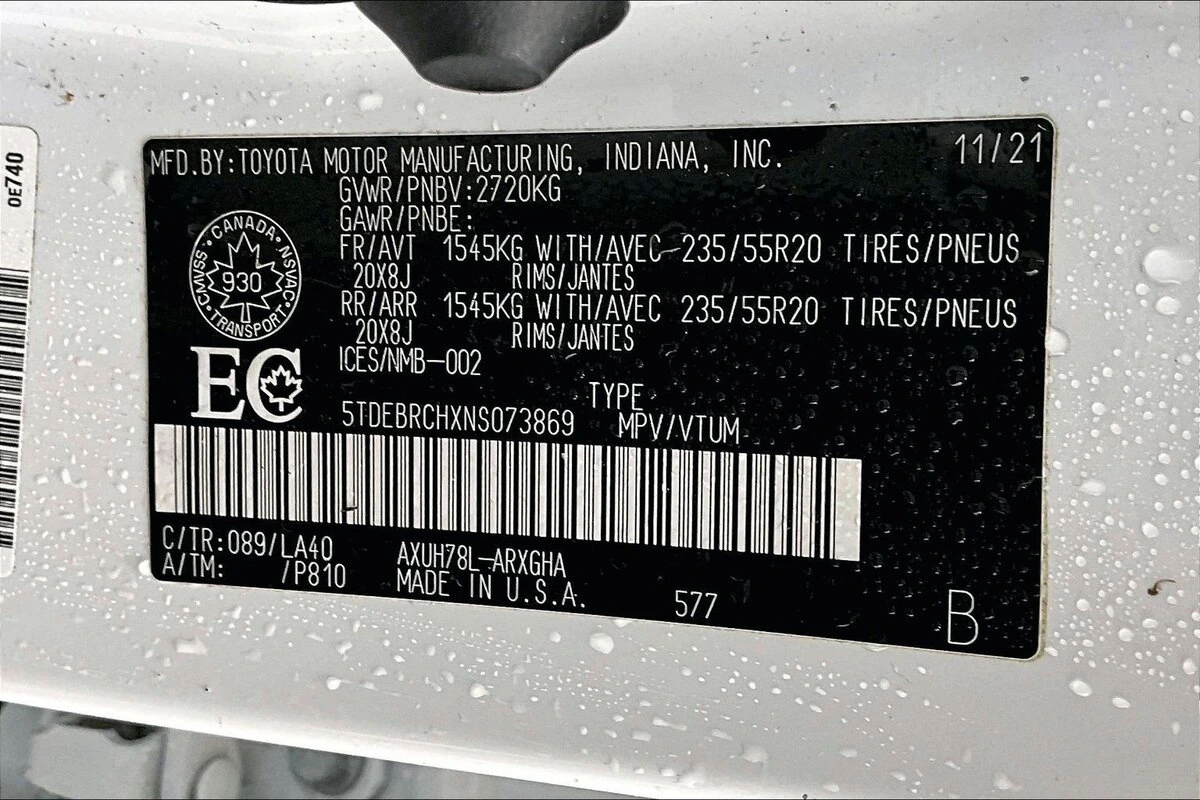 0E740
MFD.BY:TOYOTA MOTOR MANUFACTURING, INDIANA, INC. 11/21
GVWR/PNBV:2720KG
GAWR/PNBE:
FR/AVT 1545KG WITH/AVEC 235/55R20 TIRES/PNEUS
20X8J RIMS/JANTES
RR/ARR 1545KG WITH/AVEC 235/55R20 TIRES/PNEUS
20X8J RIMS/JANTES
ICES/NMB-002
CANADA
CMVSS 930 NSVAC
TRANSPORT
EC
TYPE
5TDEBRCHXNS073869 MPV/VTUM
C/TR:089/LA40 AXUH78L-ARXGHA
A/TM: /P810 MADE IN U.S.A. 577 B